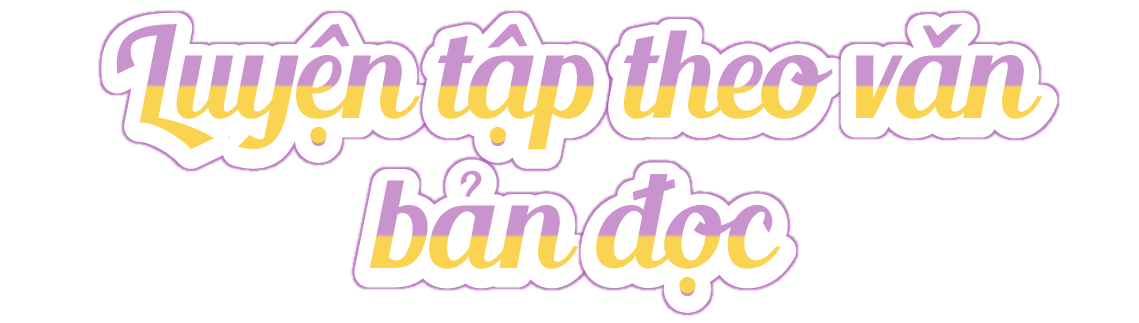 Luyện tập theo văn
bản đọc